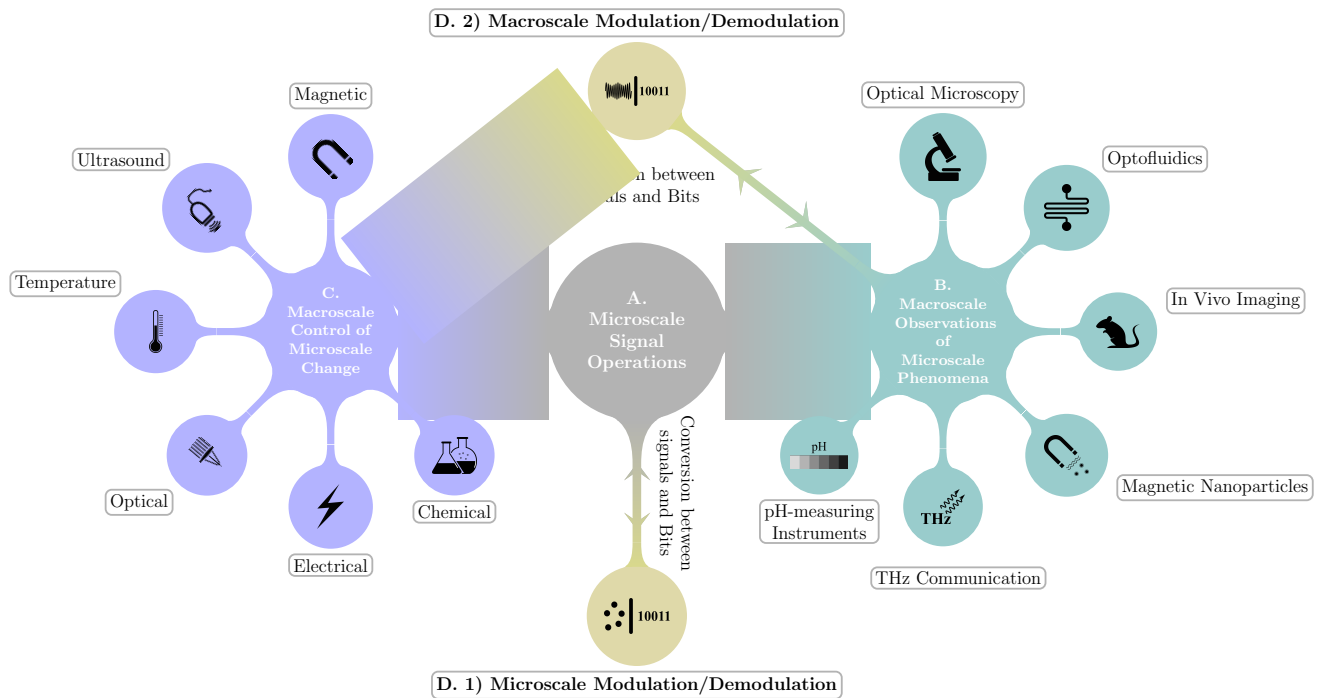 D. 2) Macroscale Modulation/Demodulation
10011
Magnetic
Optical Microscopy
Ultrasound
Optofluidics
between
and Bits
Temperature
In Vivo Imaging
C.
Macroscale
Control of
Microscale
Change
A.
Microscale
Signal
Operations
B.
Macroscale
Observations
of
Microscale
Phenomena
Conversion between
signals and Bits
pH
Optical
Chemical
pH-measuring
Instruments
Magnetic Nanoparticles
THz
Electrical
THz Communication
10011
D. 1) Microscale Modulation/Demodulation